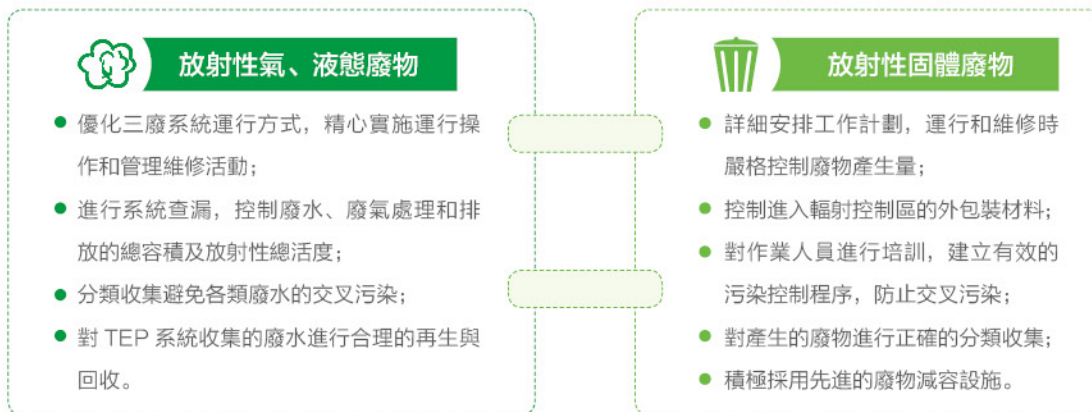 放射性氣、液態廢物
優化三廢系統運行方式，精心實施運行操
作和管理維修活動；
進行系統查漏，控制廢水、廢氣處理和排
放的總容積及放射性總活度；
分類收集避免各類廢水的交叉污染；
對 TEP 系統收集的廢水進行合理的再生與
回收。
放射性固體廢物
詳細安排工作計劃，運行和維修時
嚴格控制廢物產生量；
控制進入輻射控制區的外包裝材料；
對作業人員進行培訓，建立有效的
污染控制程序，防止交叉污染；
對產生的廢物進行正確的分類收集；
積極採用先進的廢物減容設施。